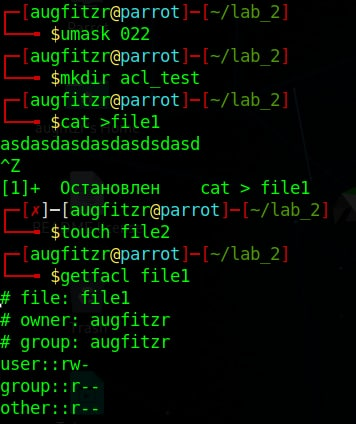 ┌─[augfitzr@parrot]─[~/lab_2]
└──╼ $umask 022
┌─[augfitzr@parrot]─[~/lab_2]
└──╼ $mkdir acl_test
┌─[augfitzr@parrot]─[~/lab_2]
└──╼ $cat >file1
asdasdasdasdasdsdasd
^Z
[1]+  Остановлен    cat > file1
┌─[✗]─[augfitzr@parrot]─[~/lab_2]
└──╼ $touch file2
┌─[augfitzr@parrot]─[~/lab_2]
└──╼ $getfacl file1
# file: file1
# owner: augfitzr
# group: augfitzr
user::rw-
group::r--
other::r--